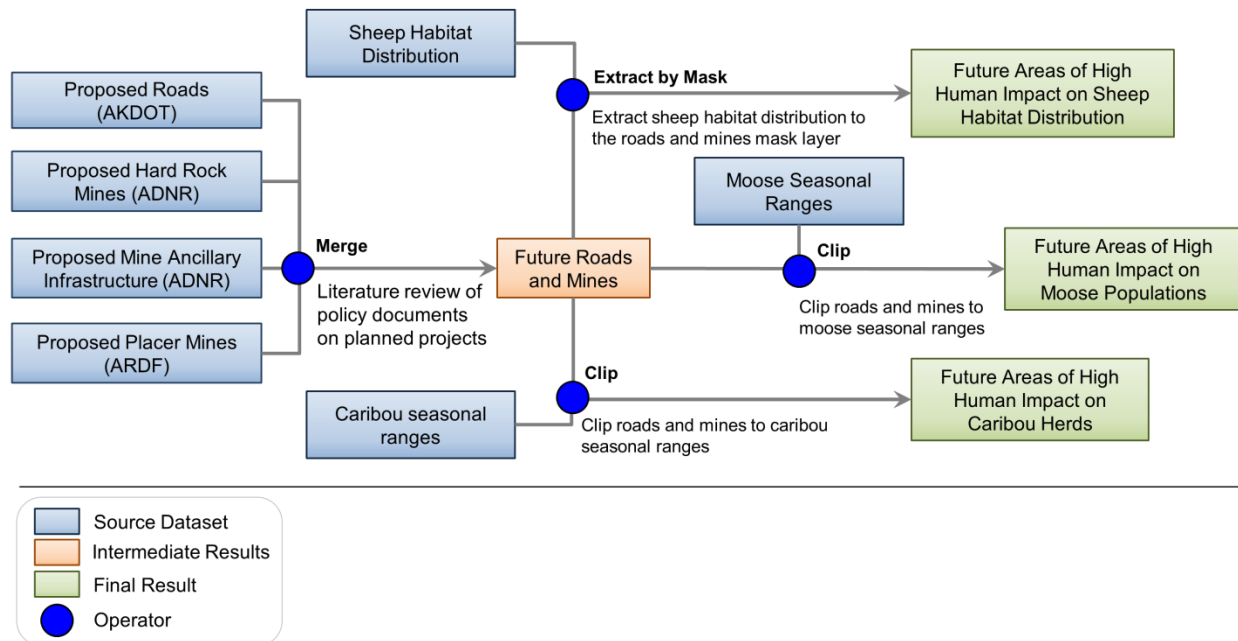 Sheep Habitat
Distribution
Proposed Roads
(AKDOT)
Proposed Hard Rock
Mines (ADNR)
Proposed Mine Ancillary
Infrastructure (ADNR)
Proposed Placer Mines
(ARDF)
Merge
Literature review of
policy documents
on planned projects
Future Roads
and Mines
Extract by Mask
Extract sheep habitat distribution to
the roads and mines mask layer
Future Areas of High
Human Impact on Sheep
Habitat Distribution
Moose Seasonal
Ranges
Clip
Clip roads and mines to
moose seasonal ranges
Future Areas of High
Human Impact on
Moose Populations
Caribou seasonal
ranges
Clip
Clip roads and mines to caribou
seasonal ranges
Future Areas of High
Human Impact on
Caribou Herds
Source Dataset
Intermediate Results
Final Result
Operator